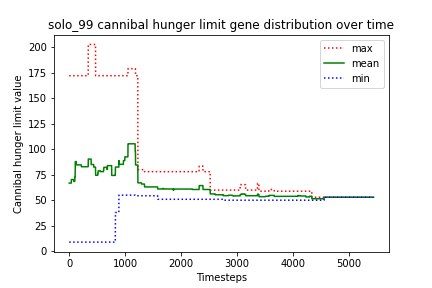 solo_99 cannibal hunger limit gene distribution over time
max
mean
min
Cannibal hunger limit value
200
175
150
125
100
75
50
25
0
0 1000 2000 3000 4000 5000
Timesteps